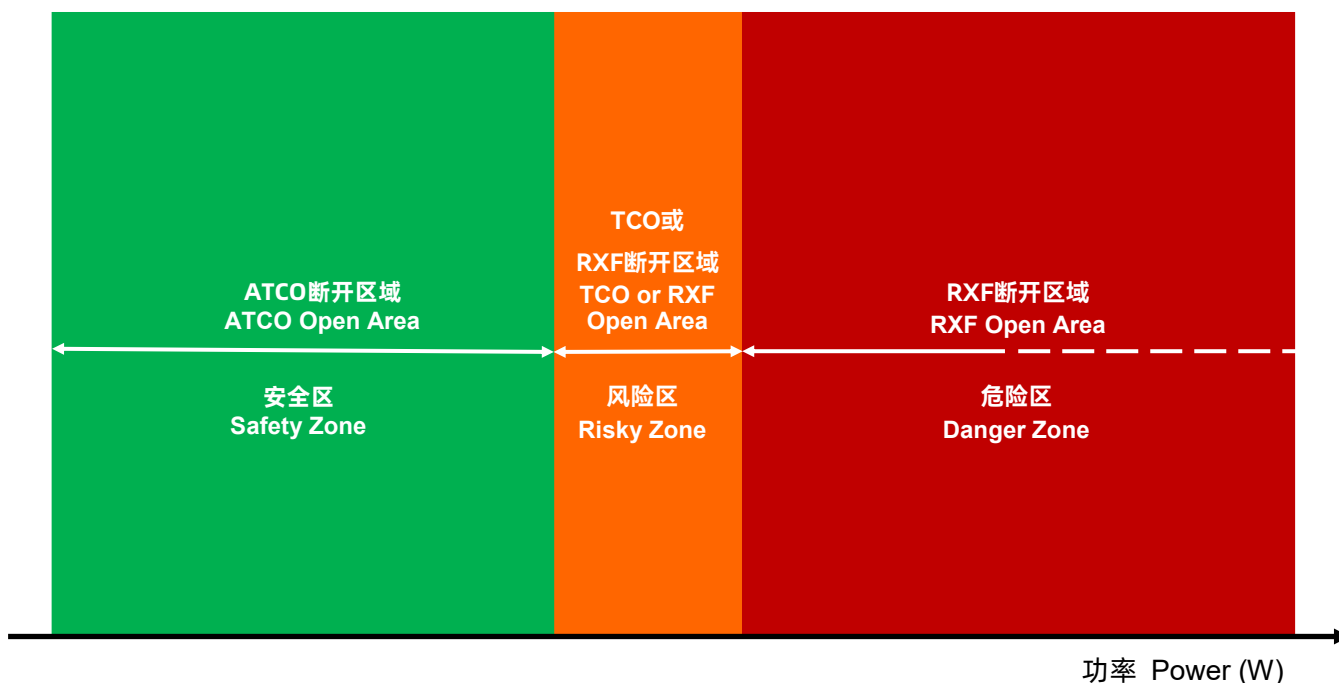 ATCO断开区域
ATCO Open Area
安全区
Safety Zone
TCO或
RXF断开区域
TCO or RXF
Open Area
风险区
Risky Zone
RXF断开区域
RXF Open Area
危险区
Danger Zone
功率 Power (W)